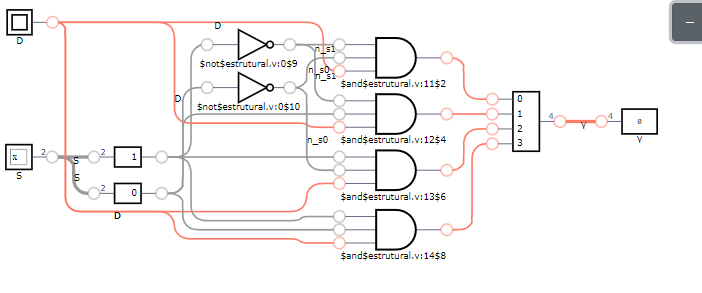 D
D
n_s1
$not$estrutural.v:0$9
n_s0
n_s1
$and$estrutural.v:11$2
D
$not$estrutural.v:0$10
0
1
2
3
4
4
0
Y
Y
n_s0
$and$estrutural.v:12$4
x
2
S
S
S
2
1
2
0
D
$and$estrutural.v:13$6
$and$estrutural.v:14$8